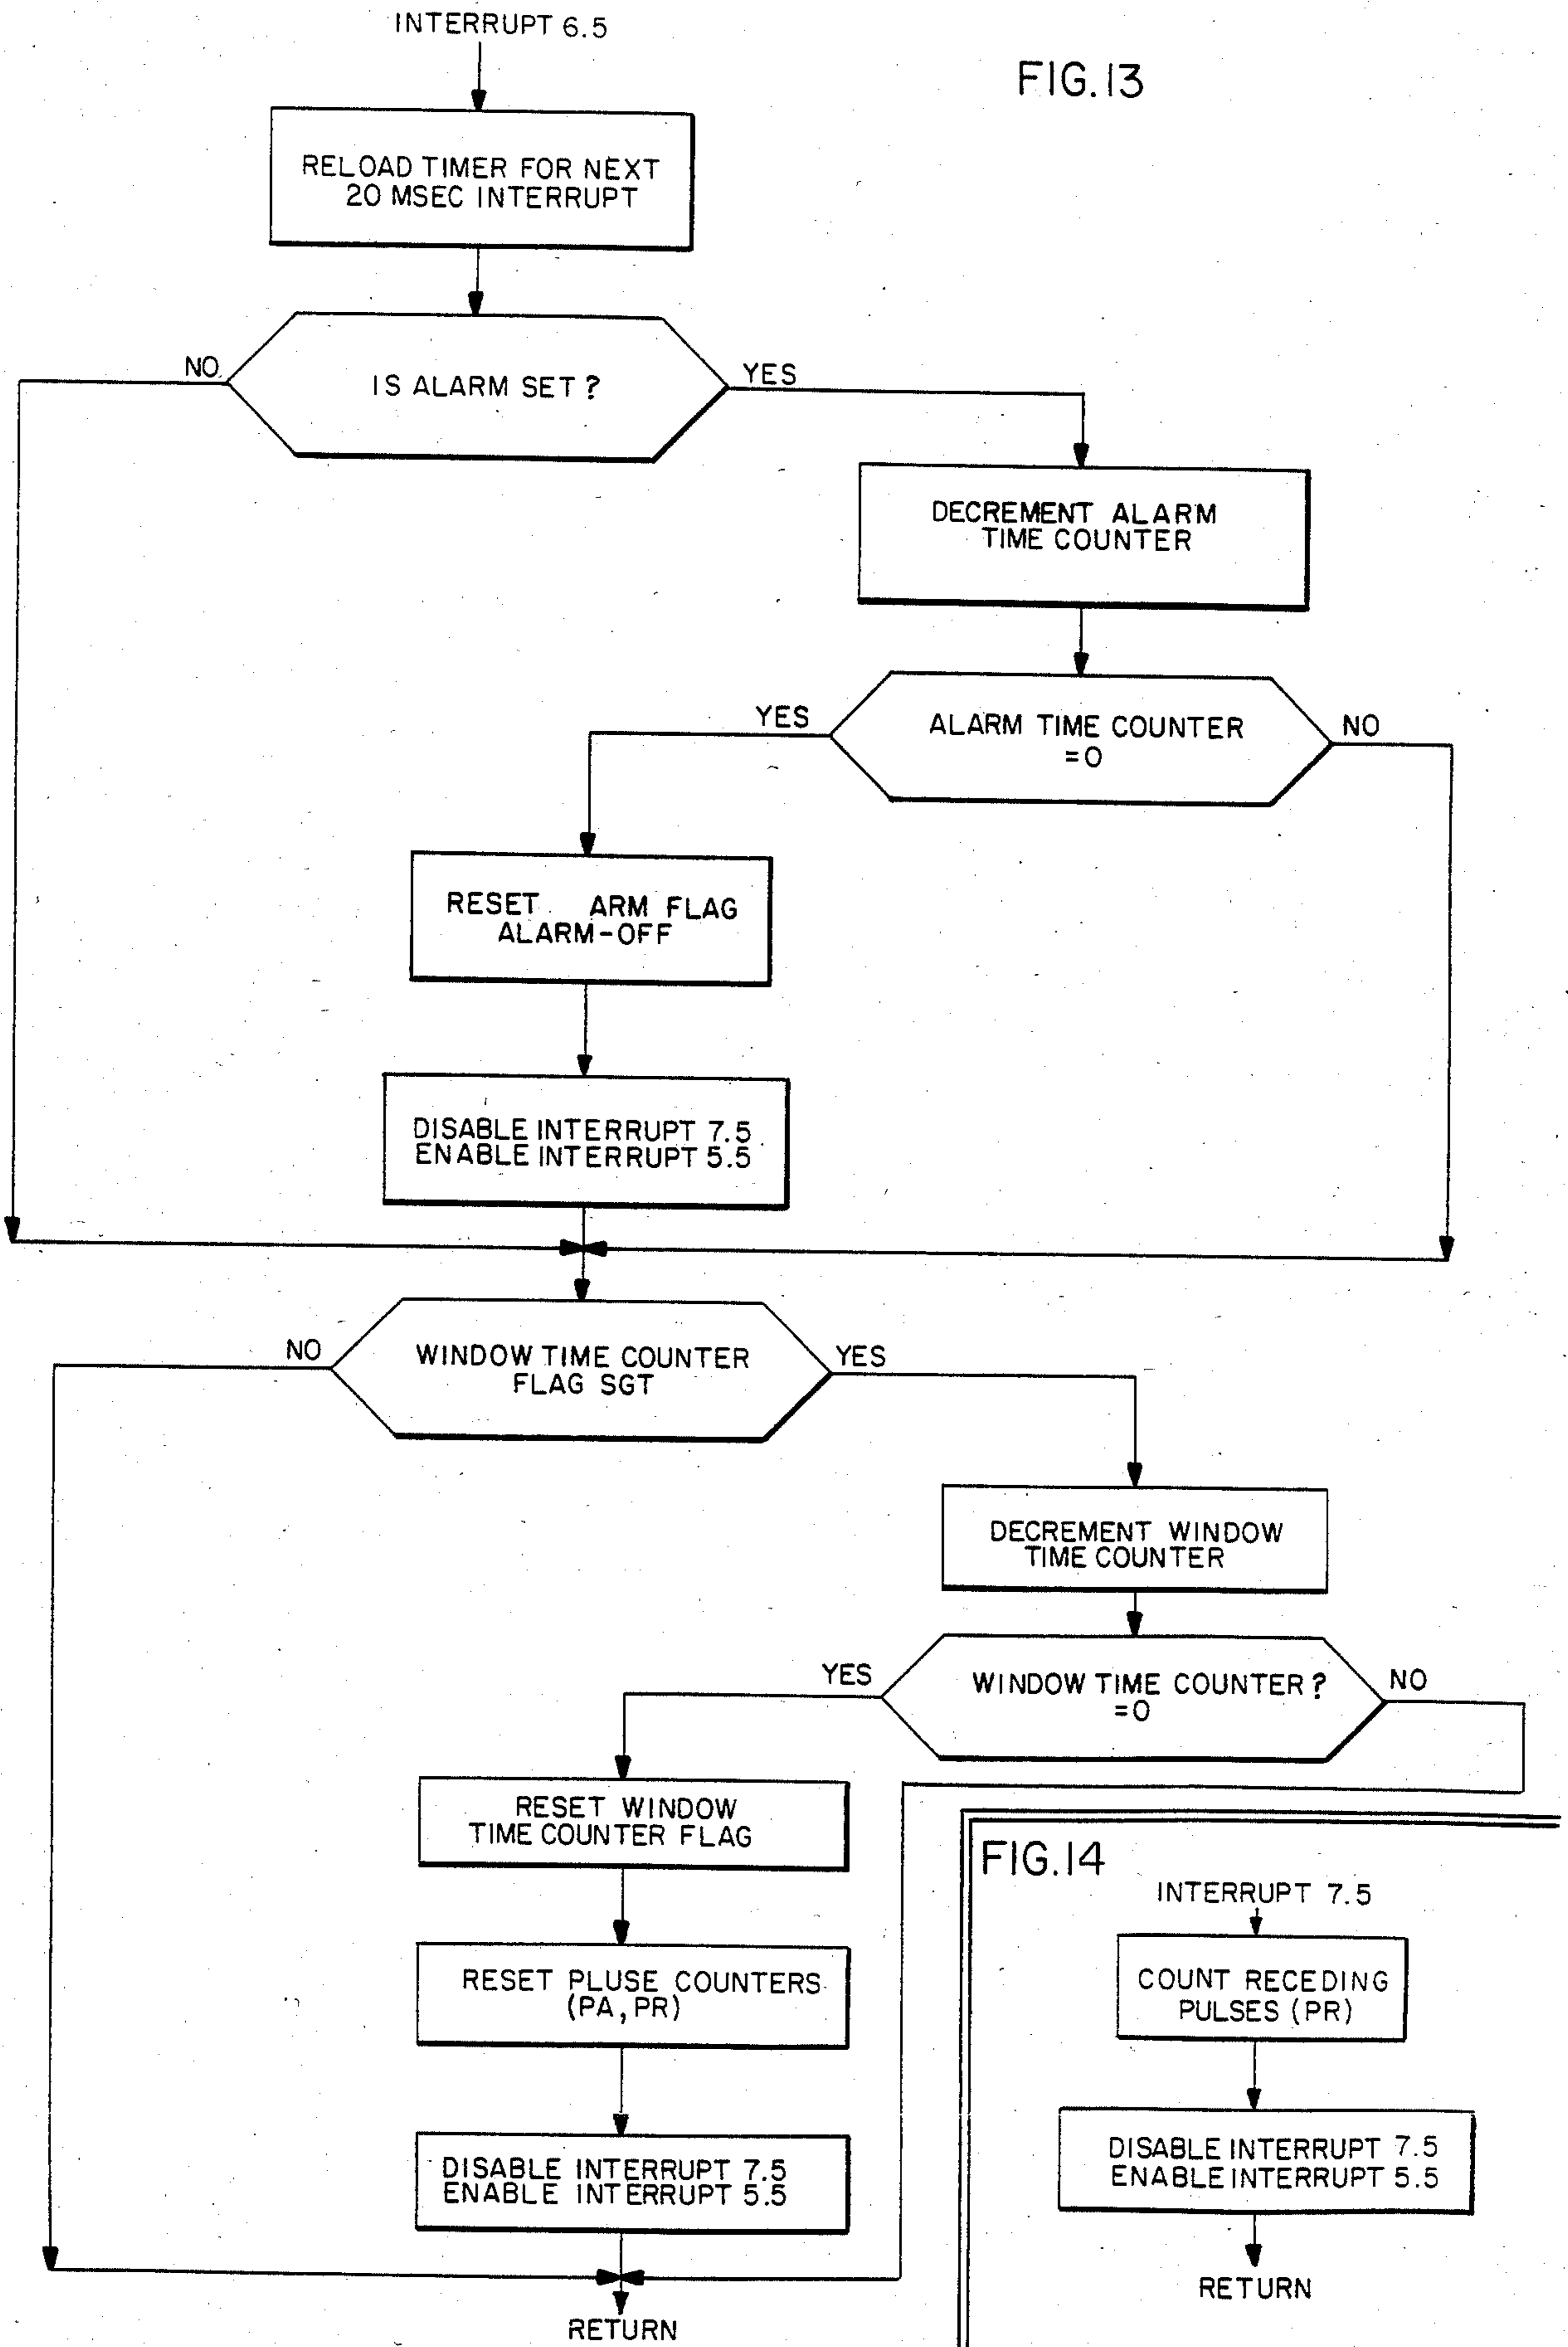 INTERRUPT 6.5
FIG.13
RELOAD TIMER FOR NEXT
20 MSEC INTERRUPT
NO
IS ALARM SET?
YES
DECREMENT ALARM
TIME COUNTER
YES
ALARM TIME COUNTER
=0
NO
RESET ARM FLAG
ALARM-OFF
DISABLE INTERRUPT 7.5
ENABLE INTERRUPT 5.5
NO
WINDOW TIME COUNTER
FLAG SGT
YES
DECREMENT WINDOW
TIME COUNTER
YES
WINDOW TIME COUNTER?
=0
NO
RESET WINDOW
TIME COUNTER FLAG
RESET PLUSE COUNTERS
(PA, PR)
DISABLE INTERRUPT 7.5
ENABLE INTERRUPT 5.5
RETURN
FIG.14
INTERRUPT 7.5
COUNT RECEDING
PULSES (PR)
DISABLE INTERRUPT 7.5
ENABLE INTERRUPT 5.5
RETURN